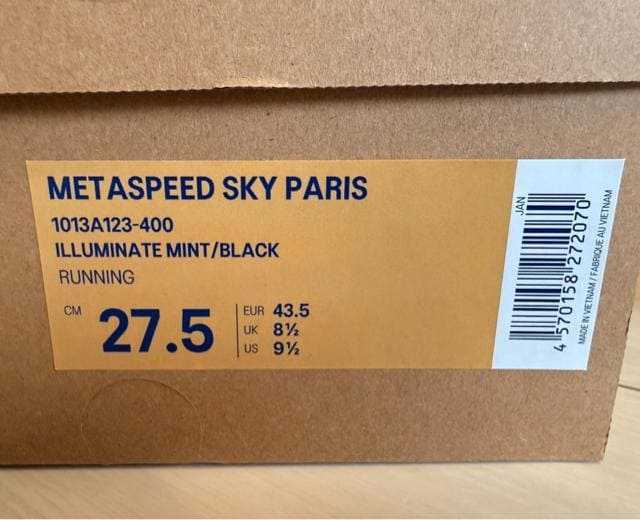 METASPEED SKY PARIS
1013A123-400
ILLUMINATE MINT/BLACK
RUNNING
CM 27.5
EUR 43.5
UK 8½
US 9½
JAN
4 570158 272070
MADE IN VIETNAM / FABRIQUE AU VIETNAM